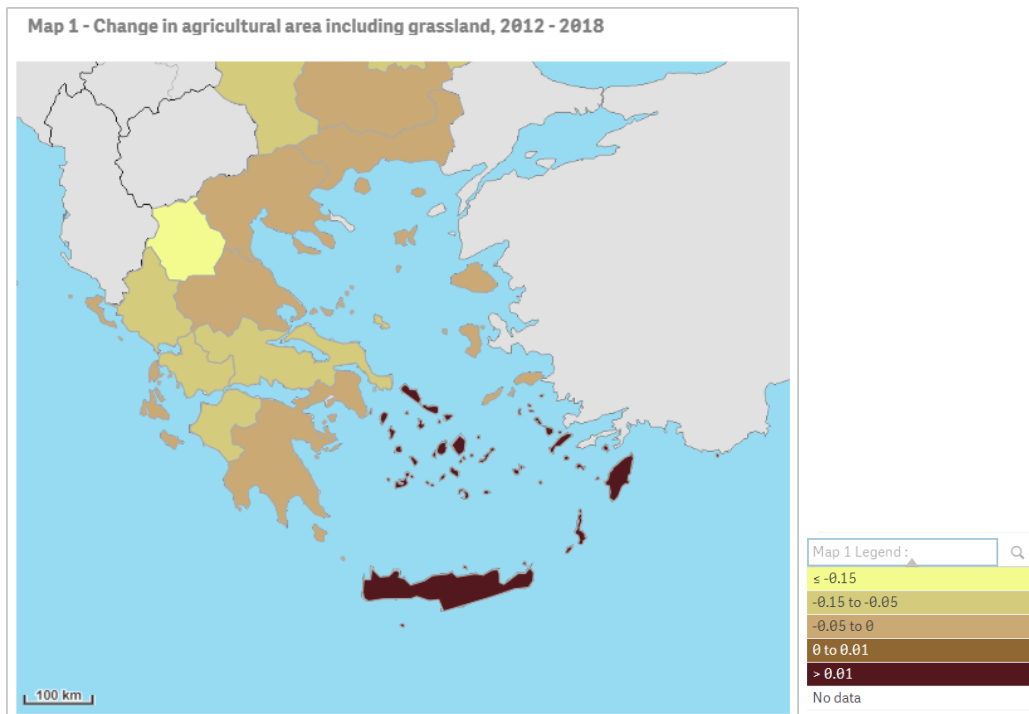 Map 1 - Change in agricultural area including grassland, 2012 - 2018
100 km
Map 1 Legend :
≤ -0.15
-0.15 to -0.05
-0.05 to 0
0 to 0.01
> 0.01
No data